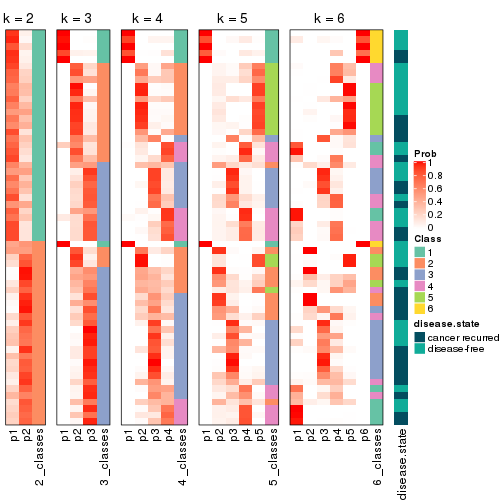 k = 2 k = 3 k = 4 k = 5 k = 6
Prob
1
0.8
0.6
0.4
0.2
0
Class
1
2
3
4
5
6
disease.state
cancer recurred
disease-free
p1 p2 2_classes p1 p2 p3 3_classes p1 p2 p3 p4 4_classes p1 p2 p3 p4 p5 5_classes p1 p2 p3 p4 p5 p6 6_classes disease.state